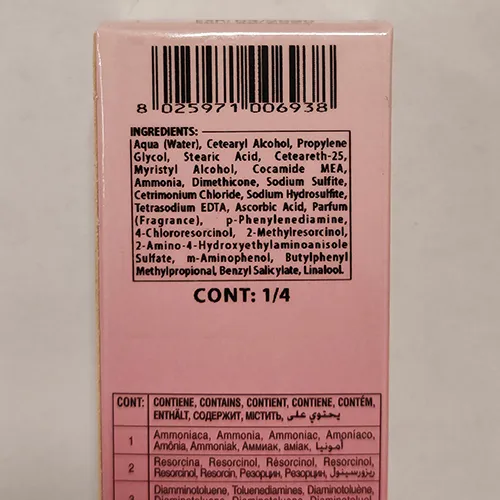 8 025971 006938
INGREDIENTS:
Aqua (Water), Cetearyl Alcohol, Propylene
Glycol, Stearic Acid, Ceteareth-25,
Myristyl Alcohol, Cocamide MEA,
Ammonia, Dimethicone, Sodium Sulfite,
Cetrimonium Chloride, Sodium Hydrosulfite,
Tetrasodium EDTA, Ascorbic Acid, Parfum
(Fragrance), p-Phenylenediamine,
4-Chlororesorcinol, 2-Methylresorcinol,
2-Amino-4-Hydroxyethylaminoanisole
Sulfate, m-Aminophenol, Butylphenyl
Methylpropional, Benzyl Salicylate, Linalool.
CONT: 1/4
CONT: CONTIENE, CONTAINS, CONTIENT, CONTIENE, CONTÉM,
ENTHÄLT, СОДЕРЖИТ, МІСТИТЬ, يحتوي على
1 Ammoniaca, Ammonia, Ammoniac, Amoníaco,
Amónia, Ammoniak, Аммиак, аміак, أمونيا
2 Resorcina, Resorcinol, Résorcinol, Resorcinol,
Resorcinol, Resorcin, Резорцин, Резорцин, ريزورسينول
3 Diamminotoluene, Toluenediamines, Diaminotoluène,